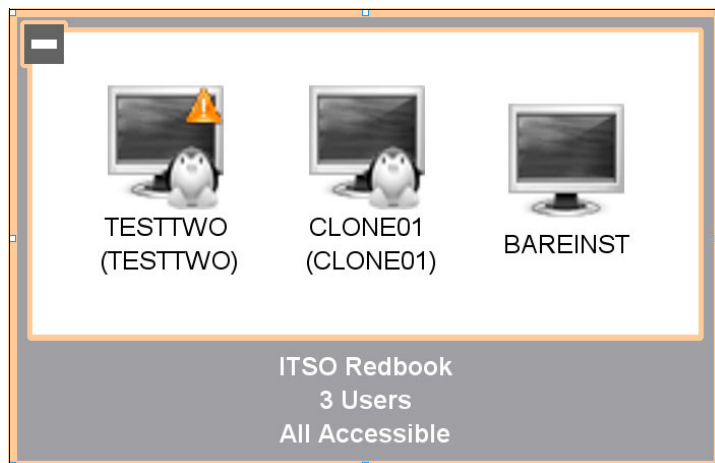 TESTTWO
(TESTTWO)
CLONE01
(CLONE01)
BAREINST
ITSO Redbook
3 Users
All Accessible